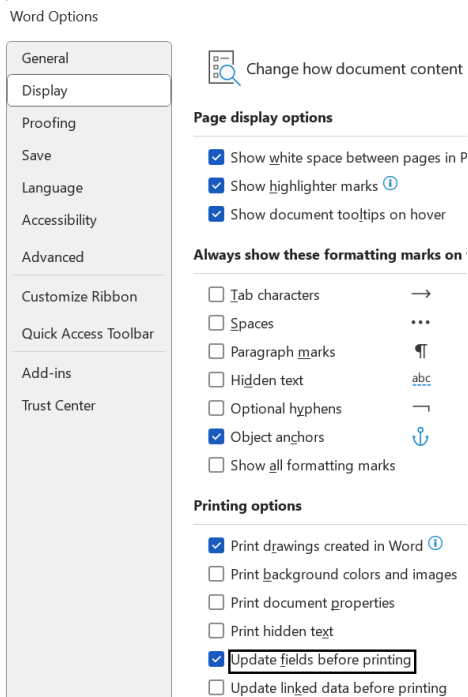 Word Options
General
Display
Proofing
Save
Language
Accessibility
Advanced
Customize Ribbon
Quick Access Toolbar
Add-ins
Trust Center
Change how document content
Page display options
Show white space between pages in P
Show highlighter marks
Show document tooltips on hover
Always show these formatting marks on
Tab characters →
Spaces •••
Paragraph marks ¶
Hidden text abc
Optional hyphens ¬
Object anchors
Show all formatting marks
Printing options
Print drawings created in Word
Print background colors and images
Print document properties
Print hidden text
Update fields before printing
Update linked data before printing